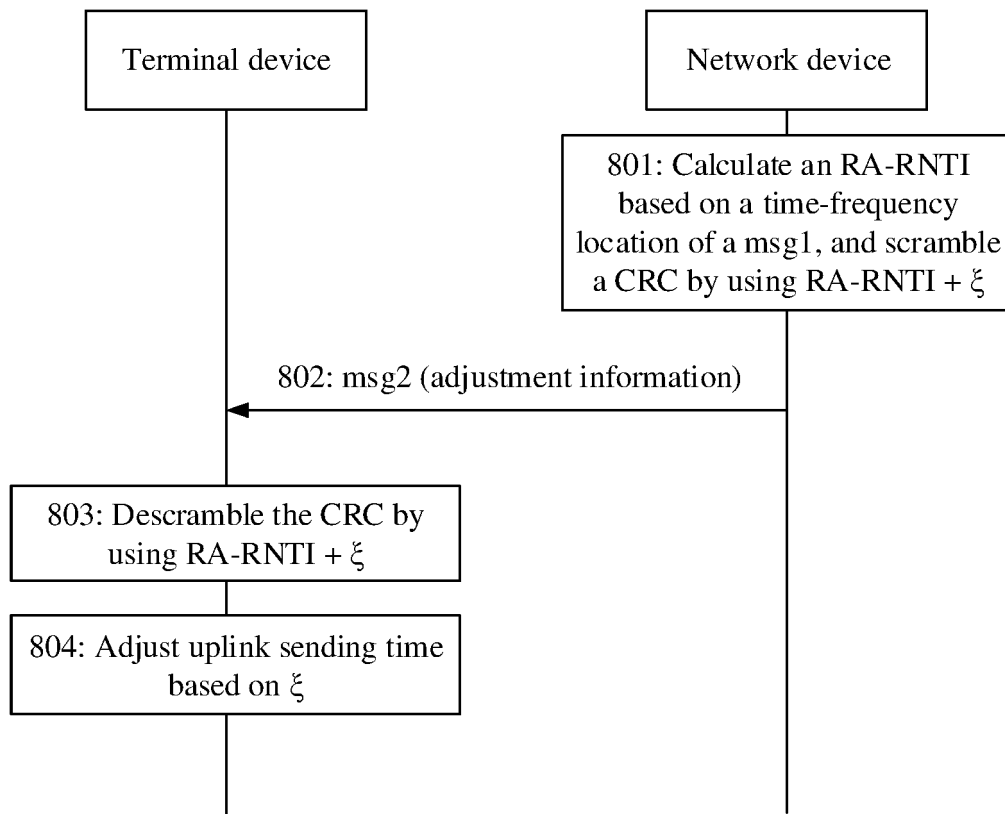 Terminal device
Network device
801: Calculate an RA-RNTI
based on a time-frequency
location of a msg1, and scramble
a CRC by using RA-RNTI + ξ
802: msg2 (adjustment information)
803: Descramble the CRC by
using RA-RNTI + ξ
804: Adjust uplink sending time
based on ξ